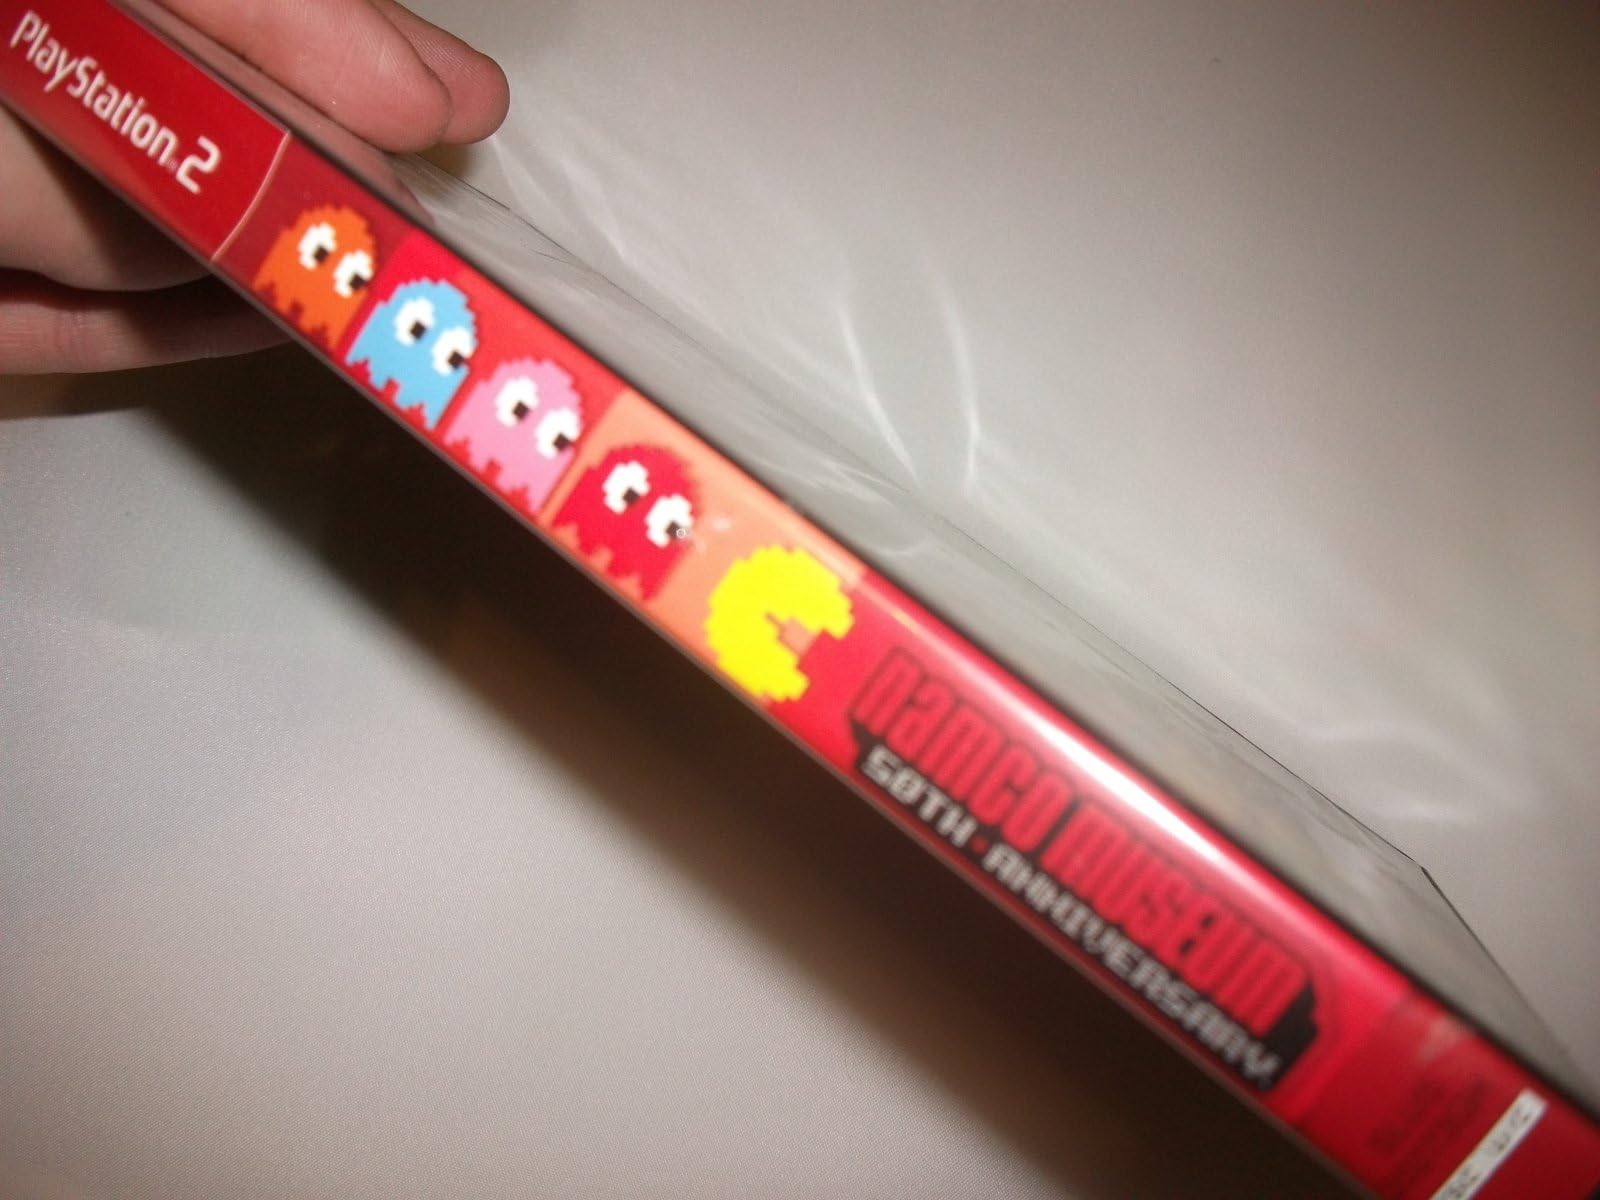 PlayStation 2
namco museum
50TH ANNIVERSARY